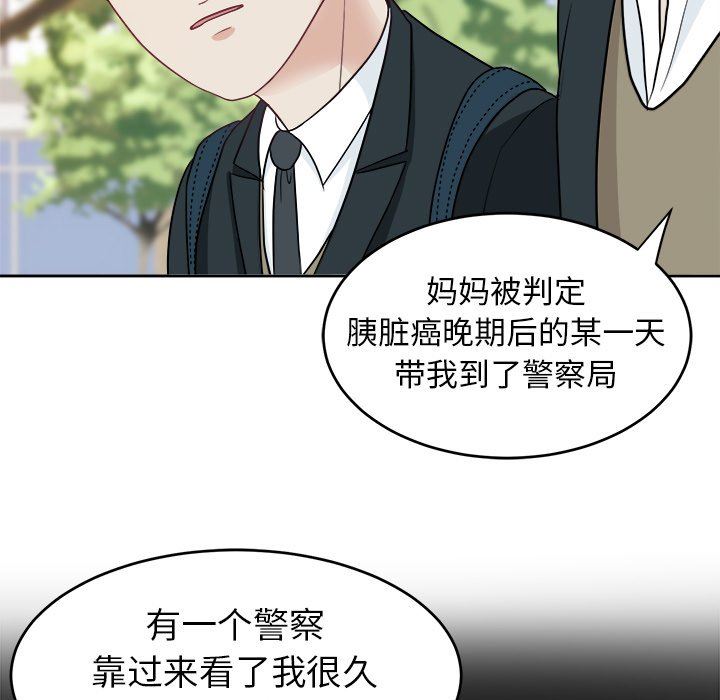 妈妈被判定
胰脏癌晚期后的某一天
带我到了警察局
有一个警察
靠过来看了我很久